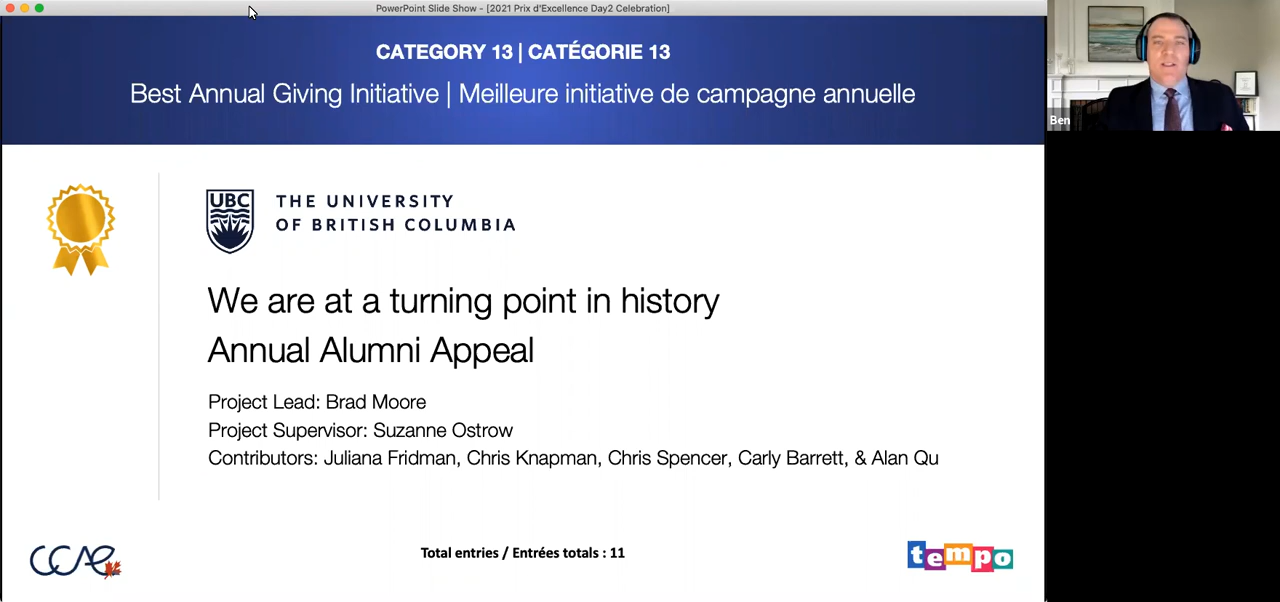 PowerPoint Slide Show - [2021 Prix d'Excellence Day2 Celebration]
CATEGORY 13 | CATÉGORIE 13
Best Annual Giving Initiative | Meilleure initiative de campagne annuelle
Ben
UBC
THE UNIVERSITY
OF BRITISH COLUMBIA
We are at a turning point in history
Annual Alumni Appeal
Project Lead: Brad Moore
Project Supervisor: Suzanne Ostrow
Contributors: Juliana Fridman, Chris Knapman, Chris Spencer, Carly Barrett, & Alan Qu
CCAE
Total entries / Entrées totals : 11
tempo